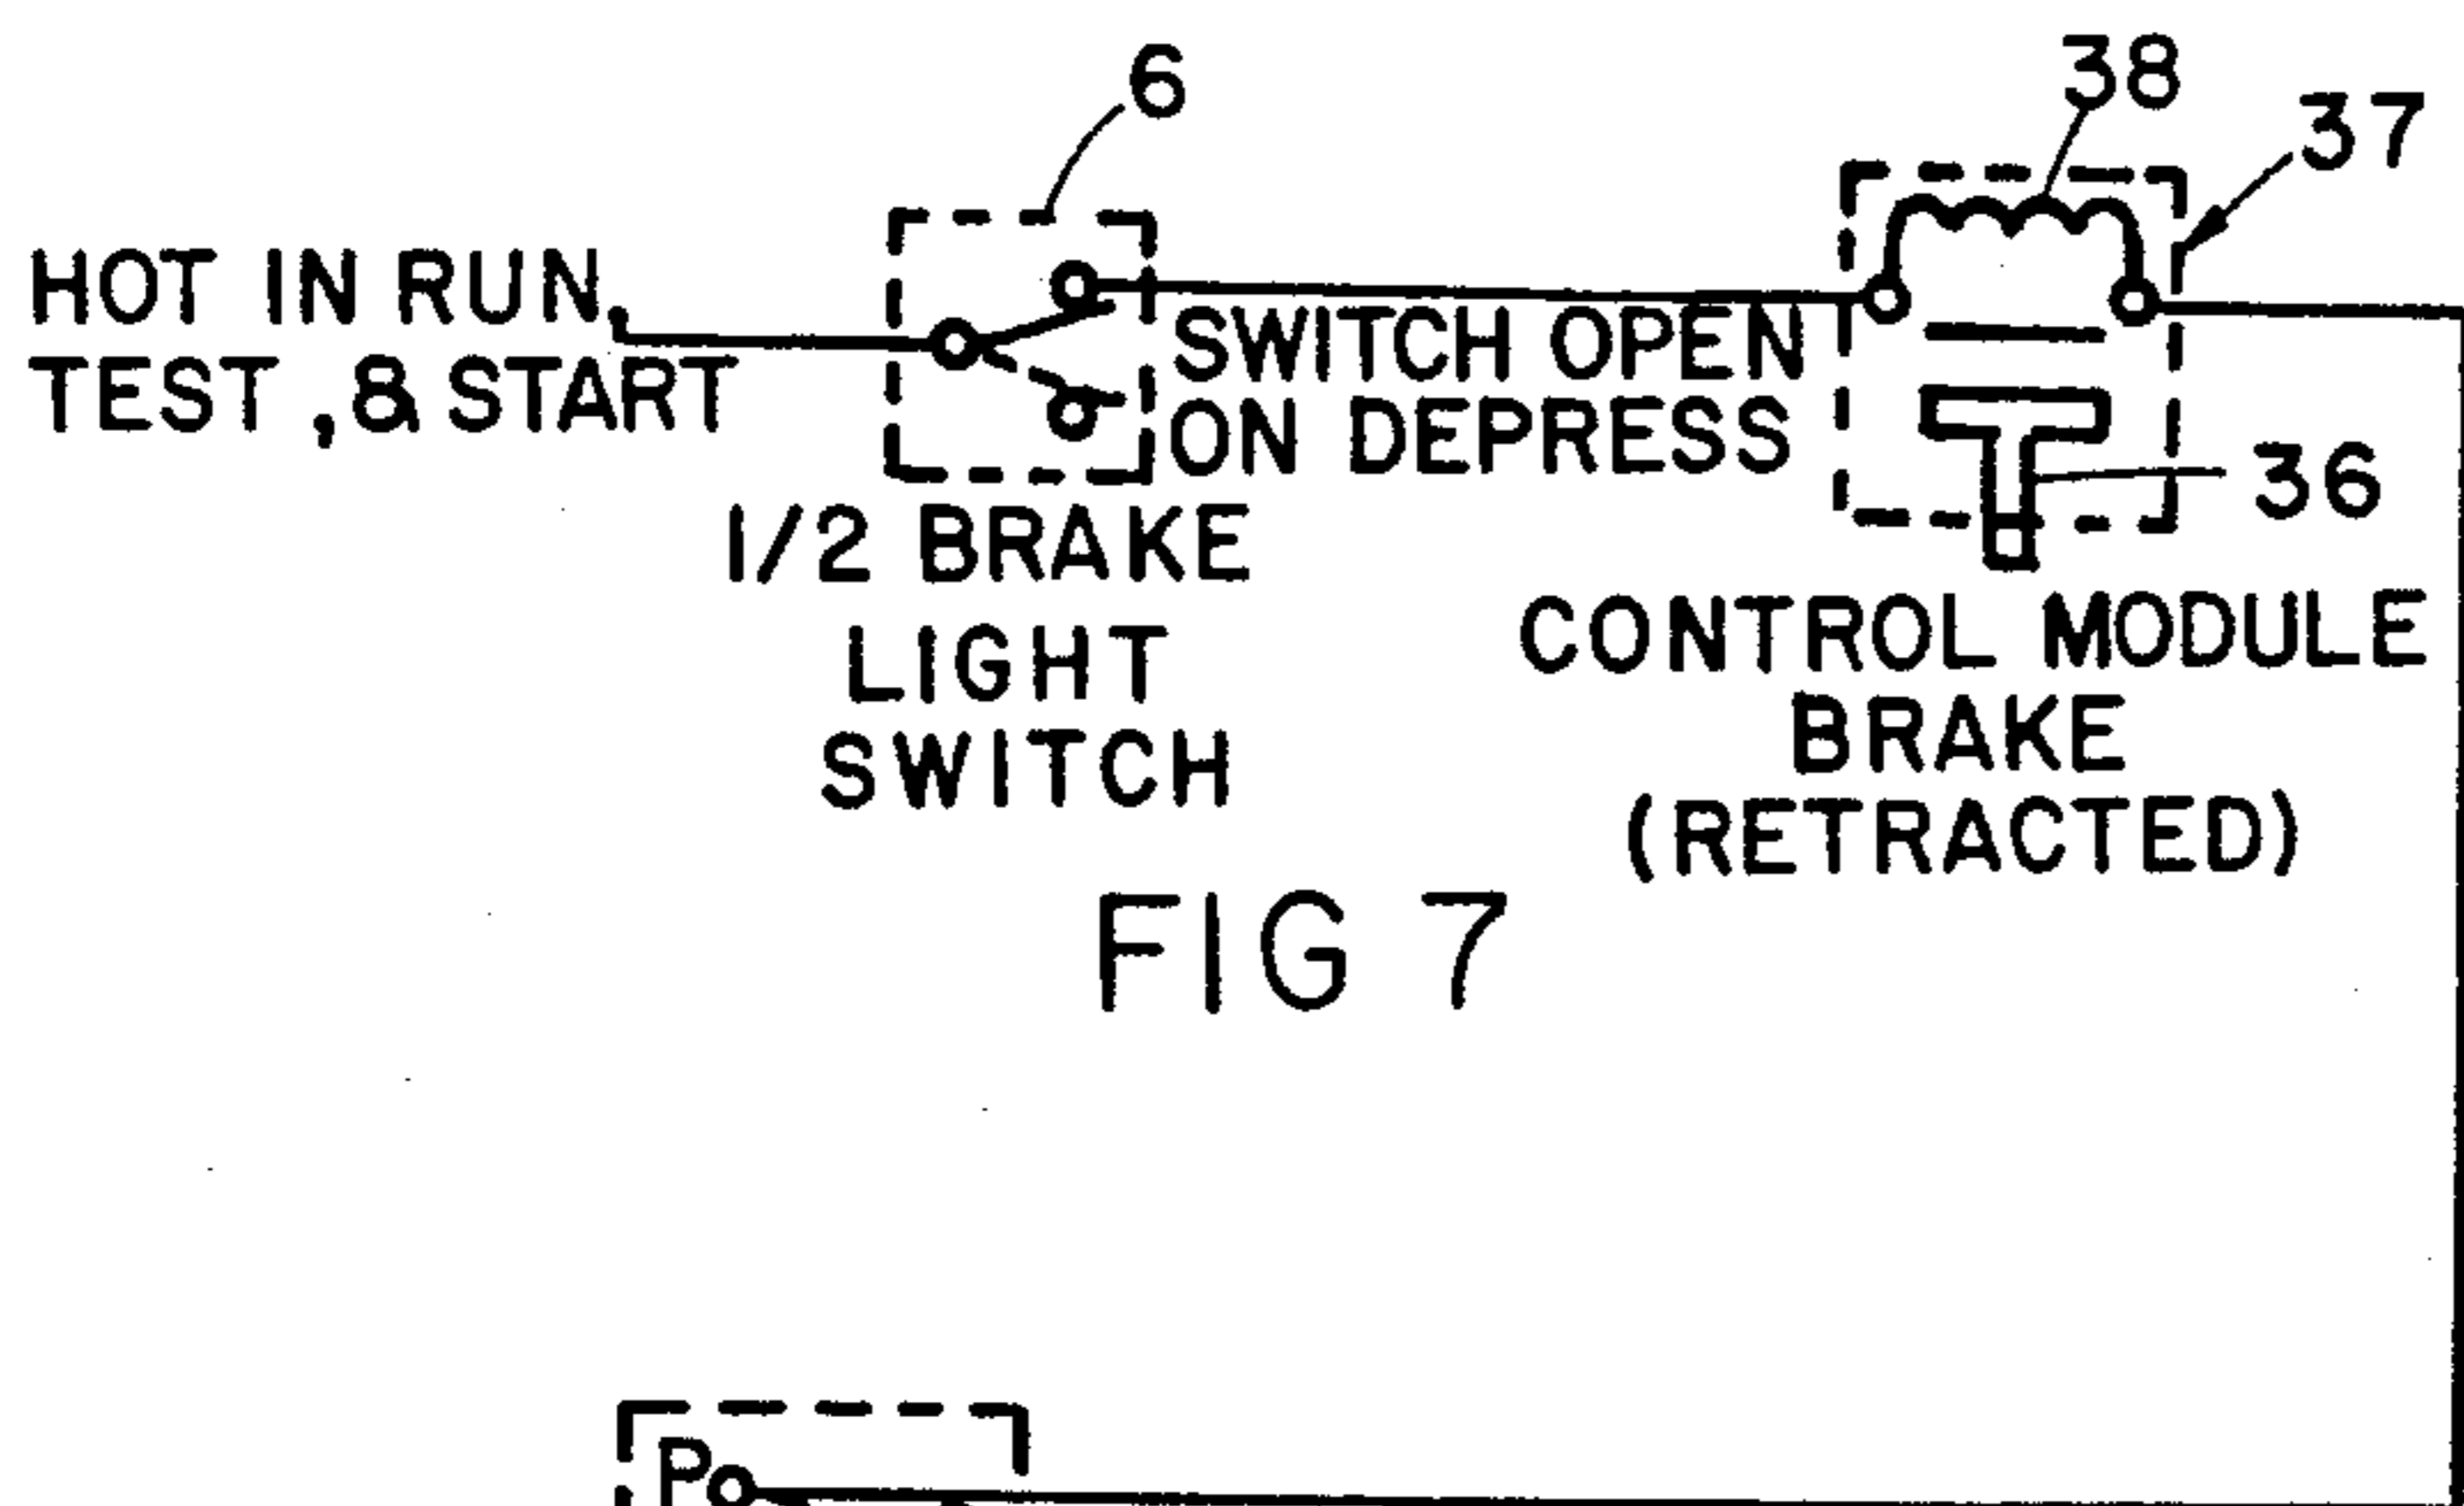 6
38
37
HOT IN RUN,
TEST, & START
SWITCH OPEN
ON DEPRESS
36
1/2 BRAKE
LIGHT
SWITCH
CONTROL MODULE
BRAKE
(RETRACTED)
FIG 7
P